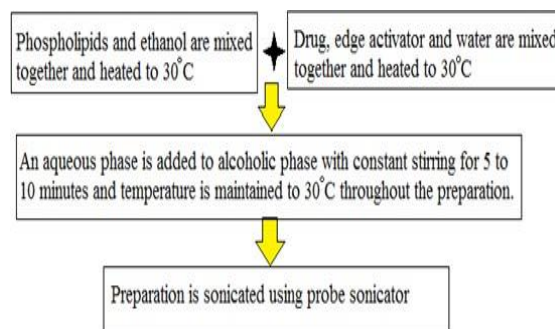 Phospholipids and ethanol are mixed
together and heated to 30°C
Drug, edge activator and water are mixed
together and heated to 30°C
An aqueous phase is added to alcoholic phase with constant stirring for 5 to
10 minutes and temperature is maintained to 30°C throughout the preparation.
Preparation is sonicated using probe sonicator